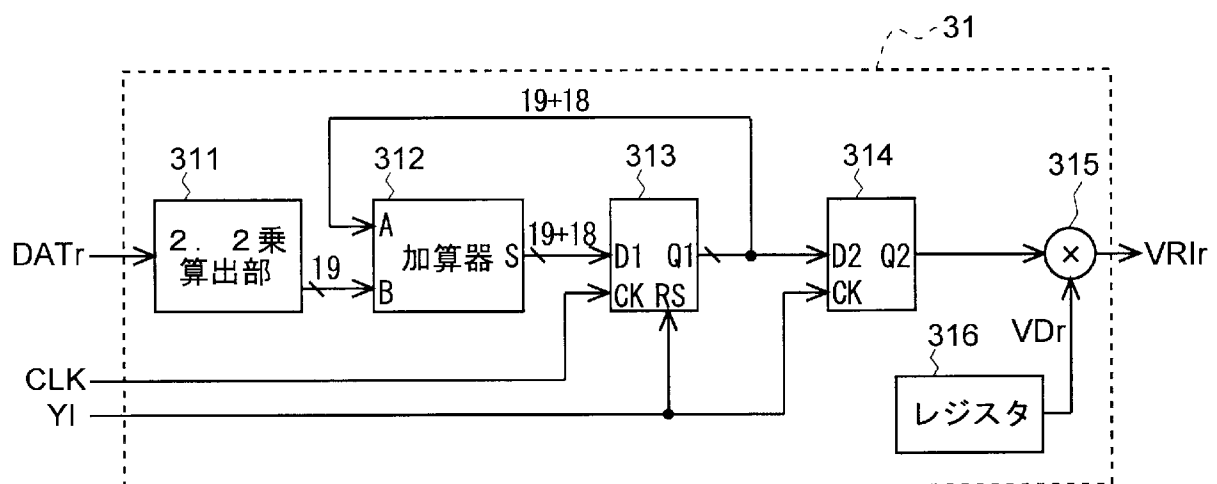 31
19+18
311
312
313
314
315
DATr
2.2乗
算出部
19
A
B
加算器
S
19+18
D1
Q1
CK
RS
D2
Q2
CK
×
VRIr
VDr
316
レジスタ
CLK
YI